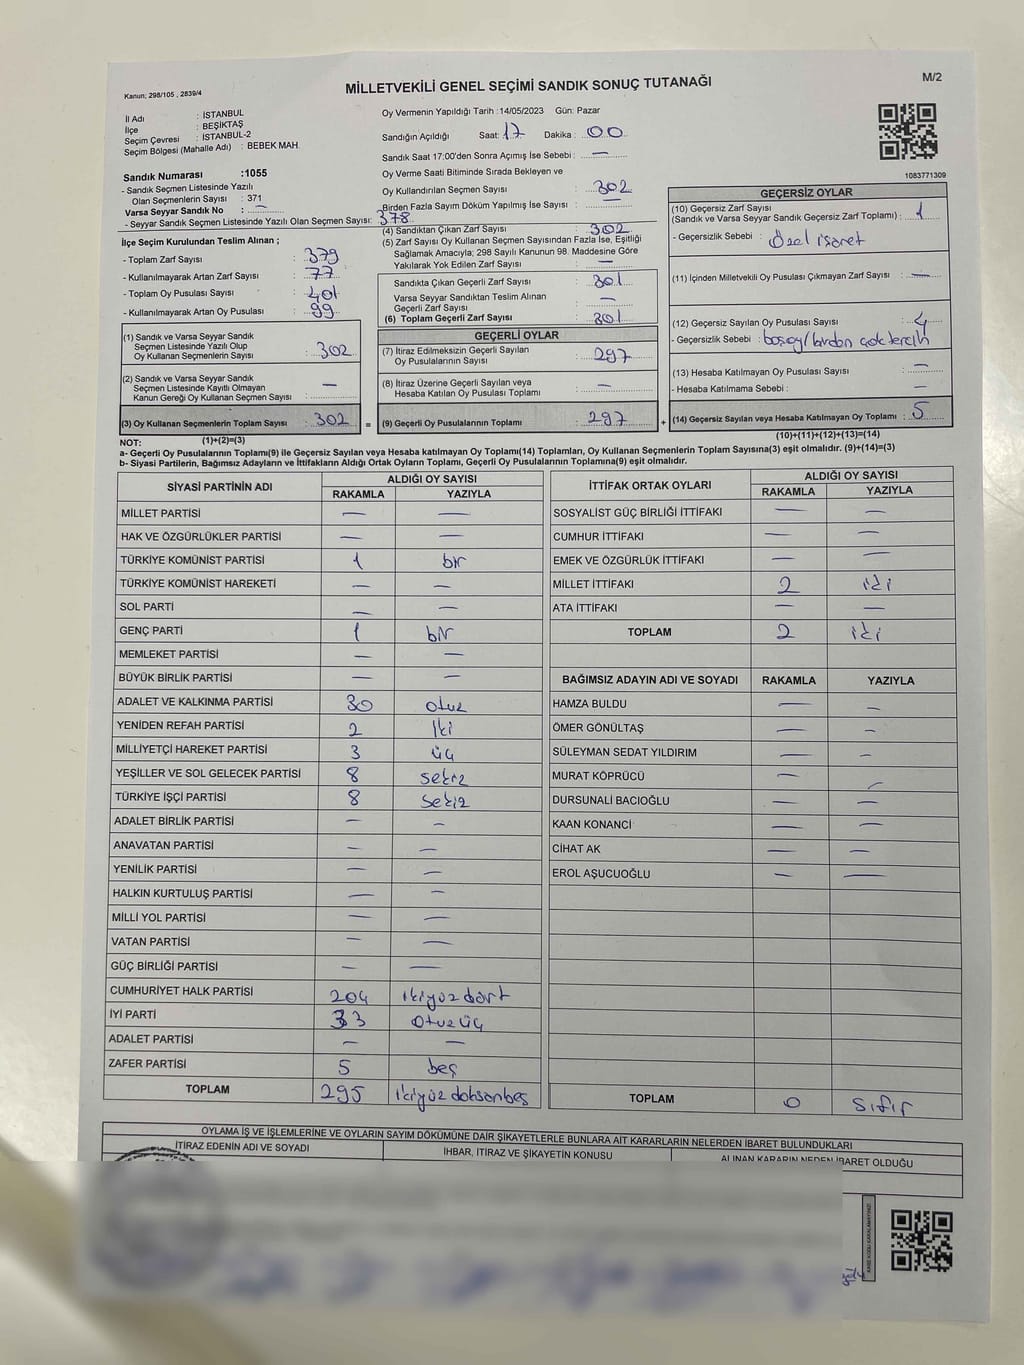 MİLLETVEKİLİ GENEL SEÇİMİ SANDIK SONUÇ TUTANAĞI
M/2
Kanun; 298/105 , 2839/4
İl Adı : İSTANBUL
İlçe : BEŞİKTAŞ
Seçim Çevresi : İSTANBUL-2
Seçim Bölgesi (Mahalle Adı) : BEBEK MAH.
Sandık Numarası :1055
- Sandık Seçmen Listesinde Yazılı
Olan Seçmenlerin Sayısı : 371
Varsa Seyyar Sandık No : —
- Seyyar Sandık Seçmen Listesinde Yazılı Olan Seçmen Sayısı: 378
İlçe Seçim Kurulundan Teslim Alınan ;
- Toplam Zarf Sayısı : 379
- Kullanılmayarak Artan Zarf Sayısı : 77
- Toplam Oy Pusulası Sayısı : 401
- Kullanılmayarak Artan Oy Pusulası : 99
(1) Sandık ve Varsa Seyyar Sandık
Seçmen Listesinde Yazılı Olup
Oy Kullanan Seçmenlerin Sayısı : 302
(2) Sandık ve Varsa Seyyar Sandık
Seçmen Listesinde Kayıtlı Olmayan
Kanun Gereği Oy Kullanan Seçmen Sayısı : —
(3) Oy Kullanan Seçmenlerin Toplam Sayısı : 302
(1)+(2)=(3)
Oy Vermenin Yapıldığı Tarih :14/05/2023 Gün: Pazar
Sandığın Açıldığı Saat: 17 Dakika : 00
Sandık Saat 17:00'den Sonra Açımış İse Sebebi : —
Oy Verme Saati Bitiminde Sırada Bekleyen ve
Oy Kullandırılan Seçmen Sayısı : 302
Birden Fazla Sayım Döküm Yapılmış İse Sayısı : —
(4) Sandıktan Çıkan Zarf Sayısı : 302
(5) Zarf Sayısı Oy Kullanan Seçmen Sayısından Fazla İse, Eşitliği
Sağlamak Amacıyla; 298 Sayılı Kanunun 98. Maddesine Göre
Yakılarak Yok Edilen Zarf Sayısı : —
Sandıkta Çıkan Geçerli Zarf Sayısı : 301
Varsa Seyyar Sandıktan Teslim Alınan
Geçerli Zarf Sayısı : —
(6) Toplam Geçerli Zarf Sayısı : 301
GEÇERLİ OYLAR
(7) İtiraz Edilmeksizin Geçerli Sayılan
Oy Pusulalarının Sayısı : 297
(8) İtiraz Üzerine Geçerli Sayılan veya
Hesaba Katılan Oy Pusulası Toplamı : —
= (9) Geçerli Oy Pusulalarının Toplamı : 297
1083771309
GEÇERSİZ OYLAR
(10) Geçersiz Zarf Sayısı
(Sandık ve Varsa Seyyar Sandık Geçersiz Zarf Toplamı) : 1
- Geçersizlik Sebebi : Özel işaret
(11) İçinden Milletvekili Oy Pusulası Çıkmayan Zarf Sayısı : —
(12) Geçersiz Sayılan Oy Pusulası Sayısı : 4
- Geçersizlik Sebebi : boş oy/birden çok tercih
(13) Hesaba Katılmayan Oy Pusulası Sayısı : —
- Hesaba Katılmama Sebebi : —
+ (14) Geçersiz Sayılan veya Hesaba Katılmayan Oy Toplamı : 5
(10)+(11)+(12)+(13)=(14)
NOT:
a- Geçerli Oy Pusulalarının Toplamı(9) ile Geçersiz Sayılan veya Hesaba katılmayan Oy Toplamı(14) Toplamları, Oy Kullanan Seçmenlerin Toplam Sayısına(3) eşit olmalıdır. (9)+(14)=(3)
b- Siyasi Partilerin, Bağımsız Adayların ve İttifakların Aldığı Ortak Oyların Toplamı, Geçerli Oy Pusulalarının Toplamına(9) eşit olmalıdır.
SİYASİ PARTİNİN ADI ALDIĞI OY SAYISI
RAKAMLA YAZIYLA
MİLLET PARTİSİ — —
HAK VE ÖZGÜRLÜKLER PARTİSİ — —
TÜRKİYE KOMÜNİST PARTİSİ 1 bir
TÜRKİYE KOMÜNİST HAREKETİ — —
SOL PARTİ — —
GENÇ PARTİ 1 bir
MEMLEKET PARTİSİ — —
BÜYÜK BİRLİK PARTİSİ — —
ADALET VE KALKINMA PARTİSİ 30 otuz
YENİDEN REFAH PARTİSİ 2 iki
MİLLİYETÇİ HAREKET PARTİSİ 3 üç
YEŞİLLER VE SOL GELECEK PARTİSİ 8 sekiz
TÜRKİYE İŞÇİ PARTİSİ 8 sekiz
ADALET BİRLİK PARTİSİ — —
ANAVATAN PARTİSİ — —
YENİLİK PARTİSİ — —
HALKIN KURTULUŞ PARTİSİ — —
MİLLİ YOL PARTİSİ — —
VATAN PARTİSİ — —
GÜÇ BİRLİĞİ PARTİSİ — —
CUMHURİYET HALK PARTİSİ 204 ikiyüzdört
İYİ PARTİ 33 otuzüç
ADALET PARTİSİ — —
ZAFER PARTİSİ 5 beş
TOPLAM 295 ikiyüz doksanbeş
İTTİFAK ORTAK OYLARI ALDIĞI OY SAYISI
RAKAMLA YAZIYLA
SOSYALİST GÜÇ BİRLİĞİ İTTİFAKI — —
CUMHUR İTTİFAKI — —
EMEK VE ÖZGÜRLÜK İTTİFAKI — —
MİLLET İTTİFAKI 2 iki
ATA İTTİFAKI — —
TOPLAM 2 iki
BAĞIMSIZ ADAYIN ADI VE SOYADI RAKAMLA YAZIYLA
HAMZA BULDU — —
ÖMER GÖNÜLTAŞ — —
SÜLEYMAN SEDAT YILDIRIM — —
MURAT KÖPRÜCÜ — —
DURSUNALİ BACIOĞLU — —
KAAN KONANCİ — —
CİHAT AK — —
EROL AŞUCUOĞLU — —
TOPLAM 0 sıfır
OYLAMA İŞ VE İŞLEMLERİNE VE OYLARIN SAYIM DÖKÜMÜNE DAİR ŞİKAYETLERLE BUNLARA AİT KARARLARIN NELERDEN İBARET BULUNDUKLARI
İTİRAZ EDENİN ADI VE SOYADI İHBAR, İTİRAZ VE ŞİKAYETİN KONUSU ALINAN KARARIN NEDEN İBARET OLDUĞU